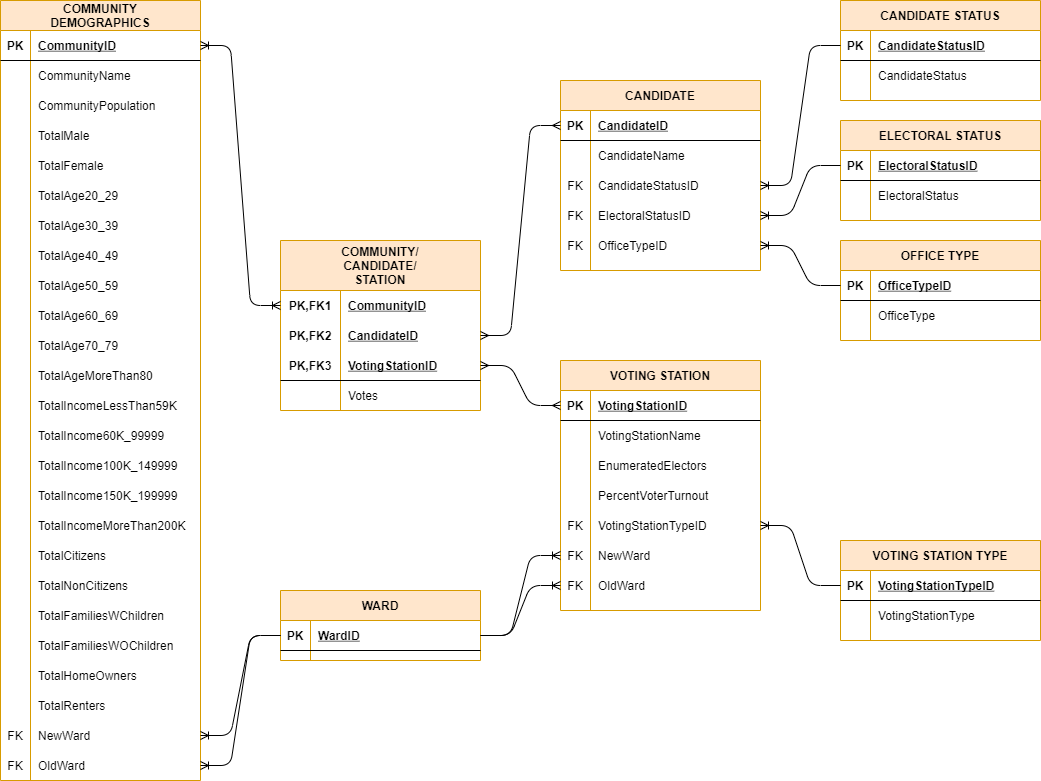 COMMUNITY
DEMOGRAPHICS
PK CommunityID
CommunityName
CommunityPopulation
TotalMale
TotalFemale
TotalAge20_29
TotalAge30_39
TotalAge40_49
TotalAge50_59
TotalAge60_69
TotalAge70_79
TotalAgeMoreThan80
TotalIncomeLessThan59K
TotalIncome60K_99999
TotalIncome100K_149999
TotalIncome150K_199999
TotalIncomeMoreThan200K
TotalCitizens
TotalNonCitizens
TotalFamiliesWChildren
TotalFamiliesWOChildren
TotalHomeOwners
TotalRenters
FK NewWard
FK OldWard
COMMUNITY/
CANDIDATE/
STATION
PK,FK1 CommunityID
PK,FK2 CandidateID
PK,FK3 VotingStationID
Votes
WARD
PK WardID
CANDIDATE
PK CandidateID
CandidateName
FK CandidateStatusID
FK ElectoralStatusID
FK OfficeTypeID
VOTING STATION
PK VotingStationID
VotingStationName
EnumeratedElectors
PercentVoterTurnout
FK VotingStationTypeID
FK NewWard
FK OldWard
CANDIDATE STATUS
PK CandidateStatusID
CandidateStatus
ELECTORAL STATUS
PK ElectoralStatusID
ElectoralStatus
OFFICE TYPE
PK OfficeTypeID
OfficeType
VOTING STATION TYPE
PK VotingStationTypeID
VotingStationType